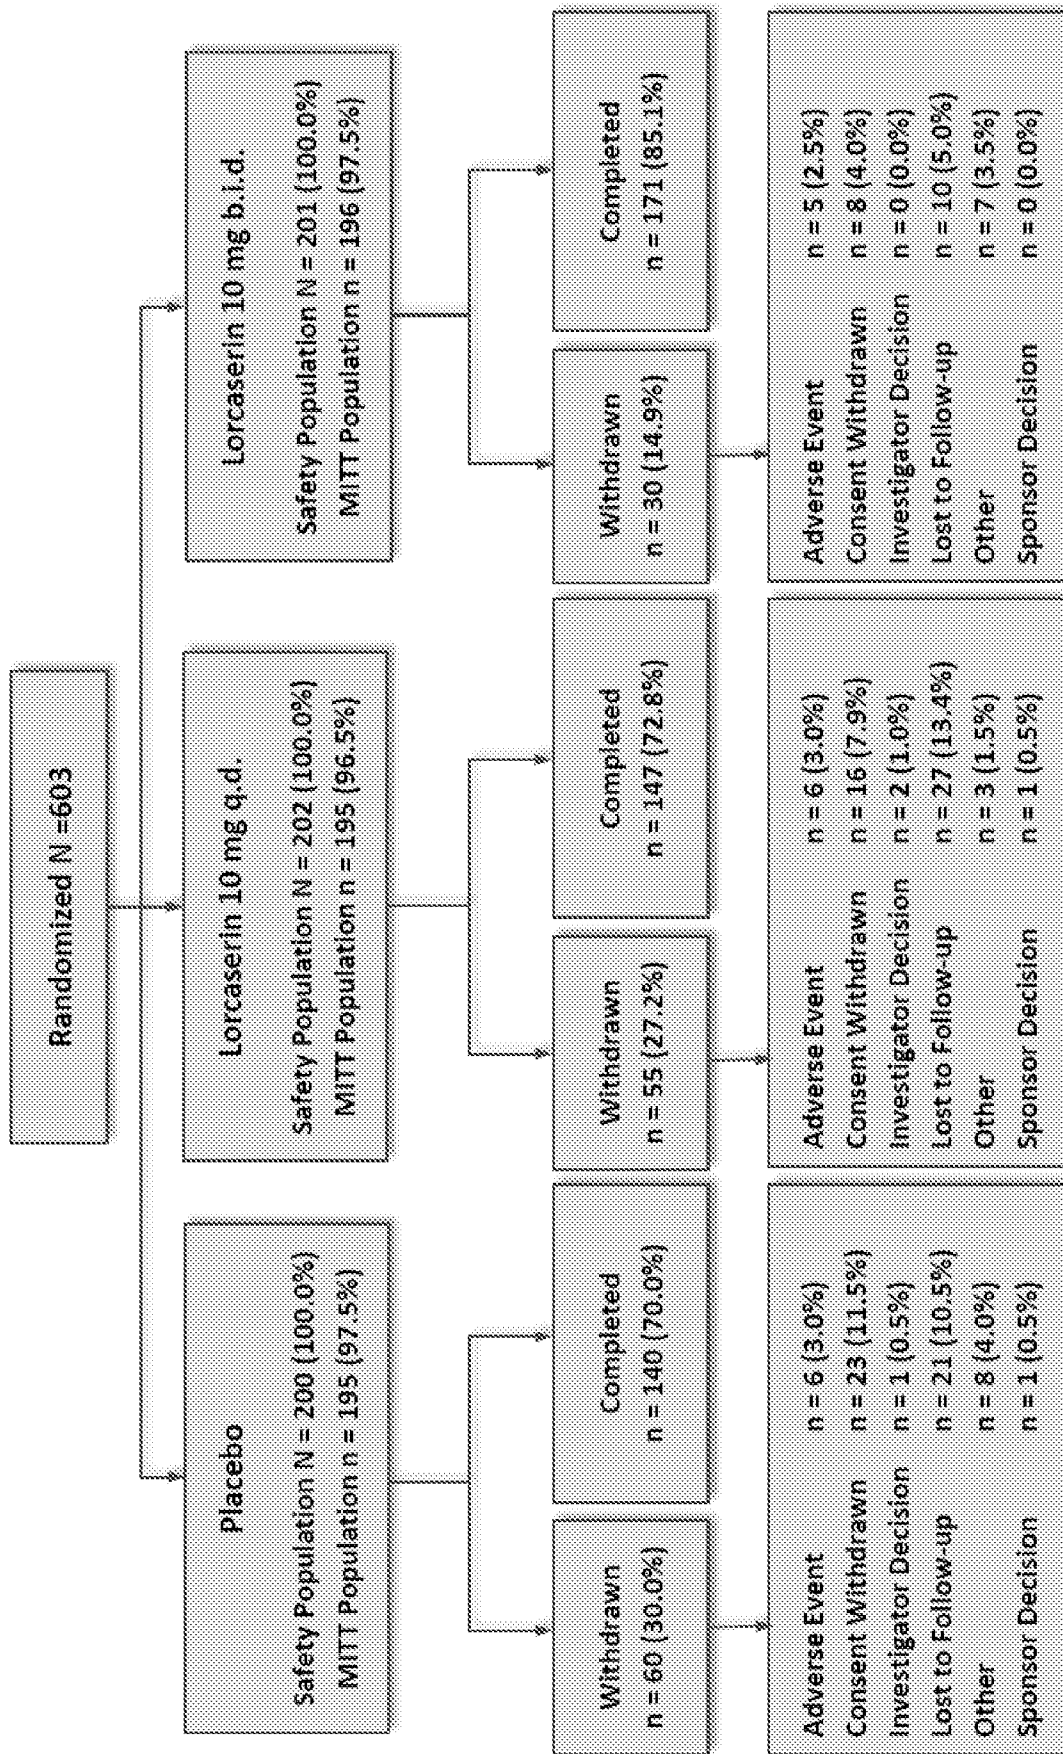 Randomized N =603
Placebo
Safety Population N = 200 (100.0%)
MITT Population n = 195 (97.5%)
Lorcaserin 10 mg q.d.
Safety Population N = 202 (100.0%)
MITT Population n = 195 (96.5%)
Lorcaserin 10 mg b.i.d.
Safety Population N = 201 (100.0%)
MITT Population n = 196 (97.5%)
Withdrawn
n = 60 (30.0%)
Completed
n = 140 (70.0%)
Withdrawn
n = 55 (27.2%)
Completed
n = 147 (72.8%)
Withdrawn
n = 30 (14.9%)
Completed
n = 171 (85.1%)
Adverse Event n = 6 (3.0%)
Consent Withdrawn n = 23 (11.5%)
Investigator Decision n = 1 (0.5%)
Lost to Follow-up n = 21 (10.5%)
Other n = 8 (4.0%)
Sponsor Decision n = 1 (0.5%)
Adverse Event n = 6 (3.0%)
Consent Withdrawn n = 16 (7.9%)
Investigator Decision n = 2 (1.0%)
Lost to Follow-up n = 27 (13.4%)
Other n = 3 (1.5%)
Sponsor Decision n = 1 (0.5%)
Adverse Event n = 5 (2.5%)
Consent Withdrawn n = 8 (4.0%)
Investigator Decision n = 0 (0.0%)
Lost to Follow-up n = 10 (5.0%)
Other n = 7 (3.5%)
Sponsor Decision n = 0 (0.0%)